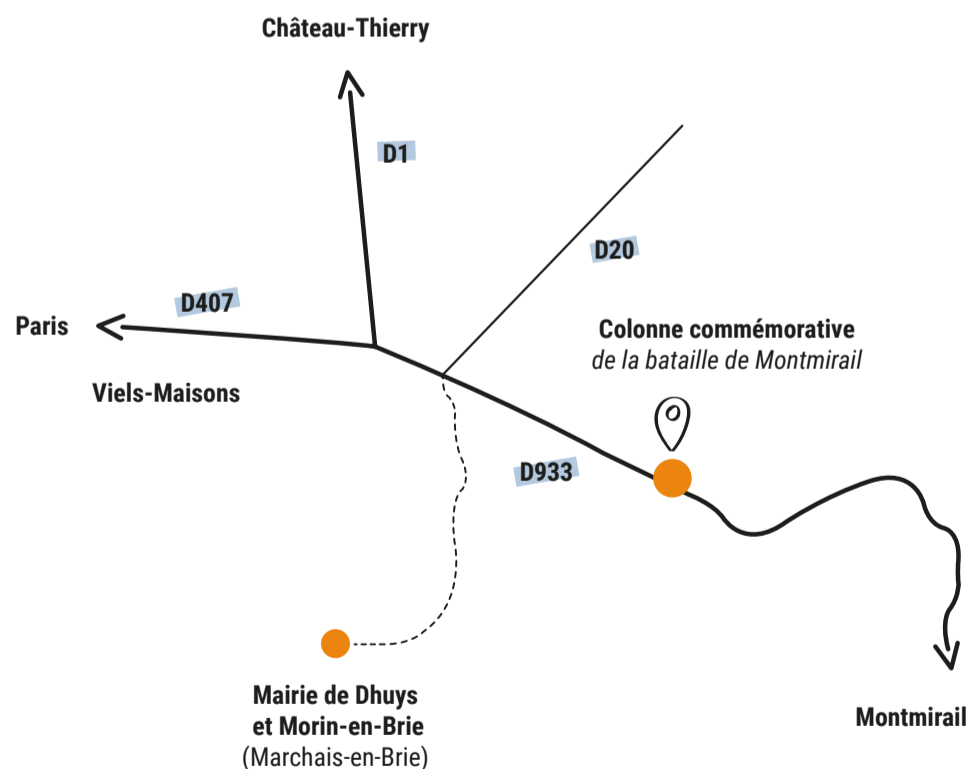 Château-Thierry
D1
D20
D407
Paris
Colonne commémorative
de la bataille de Montmirail
Viels-Maisons
D933
Mairie de Dhuys
et Morin-en-Brie
(Marchais-en-Brie)
Montmirail